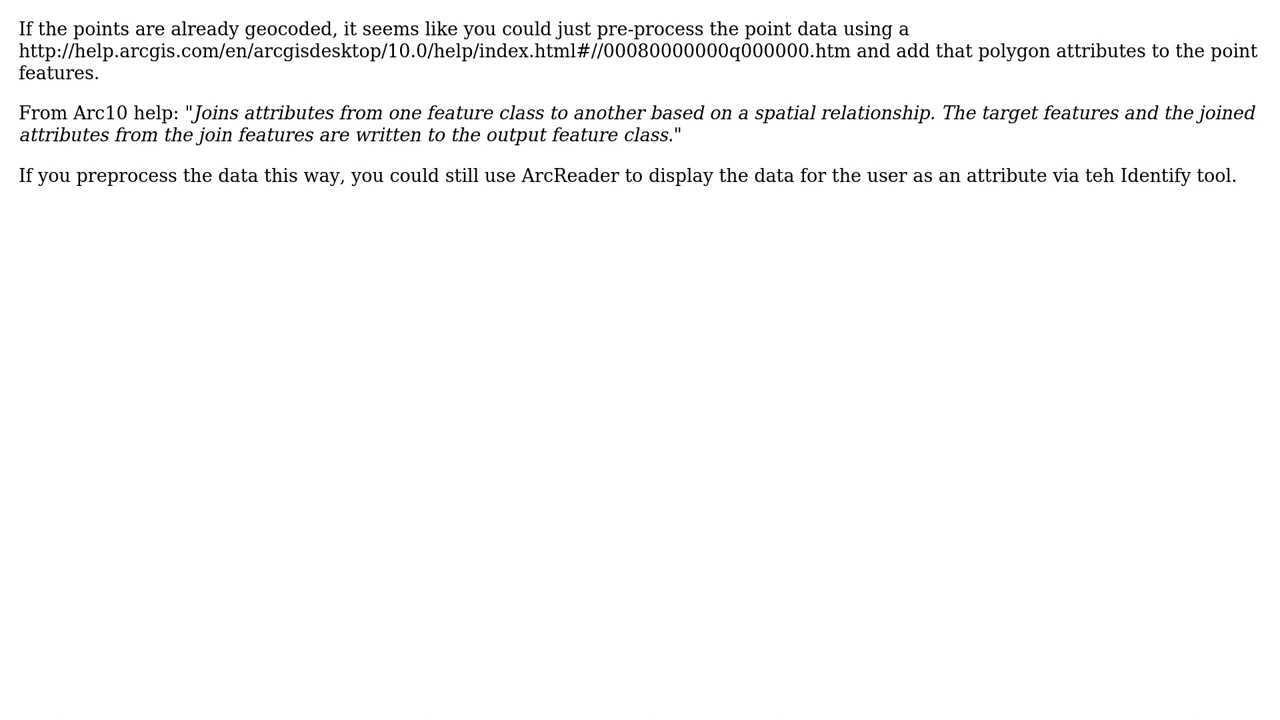 If the points are already geocoded, it seems like you could just pre-process the point data using a
http://help.arcgis.com/en/arcgisdesktop/10.0/help/index.html#//00080000000q000000.htm and add that polygon attributes to the point
features.
From Arc10 help: "Joins attributes from one feature class to another based on a spatial relationship. The target features and the joined
attributes from the join features are written to the output feature class."
If you preprocess the data this way, you could still use ArcReader to display the data for the user as an attribute via teh Identify tool.